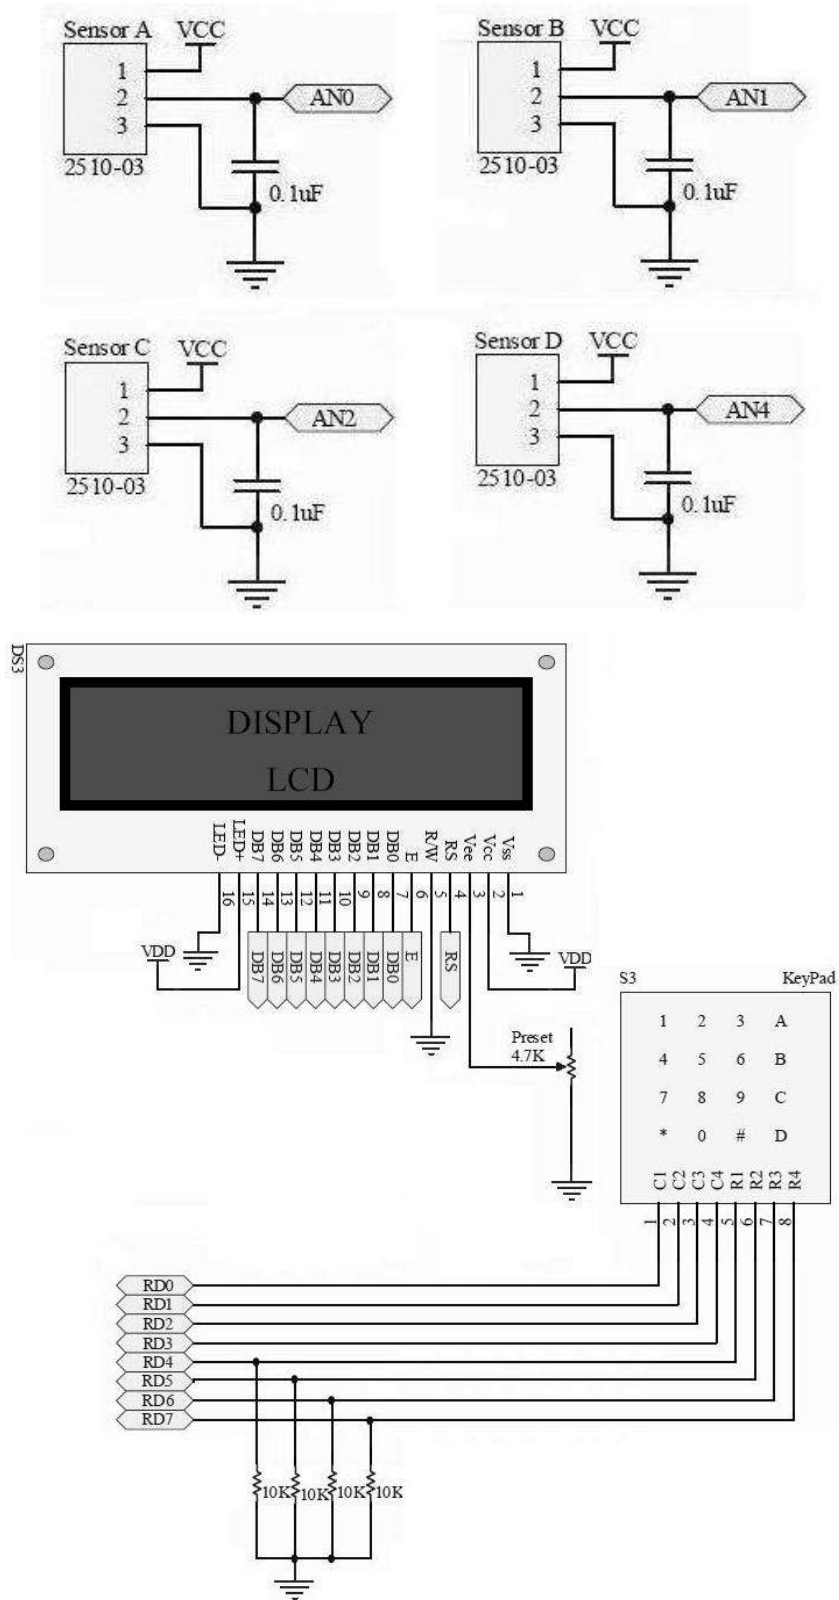 Sensor A
VCC
1
2
3
AN0
2510-03
0.1uF
Sensor B
VCC
1
2
3
AN1
2510-03
0.1uF
Sensor C
VCC
1
2
3
AN2
2510-03
0.1uF
Sensor D
VCC
1
2
3
AN4
2510-03
0.1uF
DS3
DISPLAY
LCD
LED-
LED+
DB7
DB6
DB5
DB4
DB3
DB2
DB1
DB0
E
R/W
RS
Vee
Vcc
Vss
16
15
14
13
12
11
10
9
8
7
6
5
4
3
2
1
VDD
DB7
DB6
DB5
DB4
DB3
DB2
DB1
DB0
E
RS
VDD
Preset
4.7K
S3
KeyPad
1 2 3 A
4 5 6 B
7 8 9 C
* 0 # D
C1
C2
C3
C4
R1
R2
R3
R4
1
2
3
4
5
6
7
8
RD0
RD1
RD2
RD3
RD4
RD5
RD6
RD7
10K 10K 10K 10K